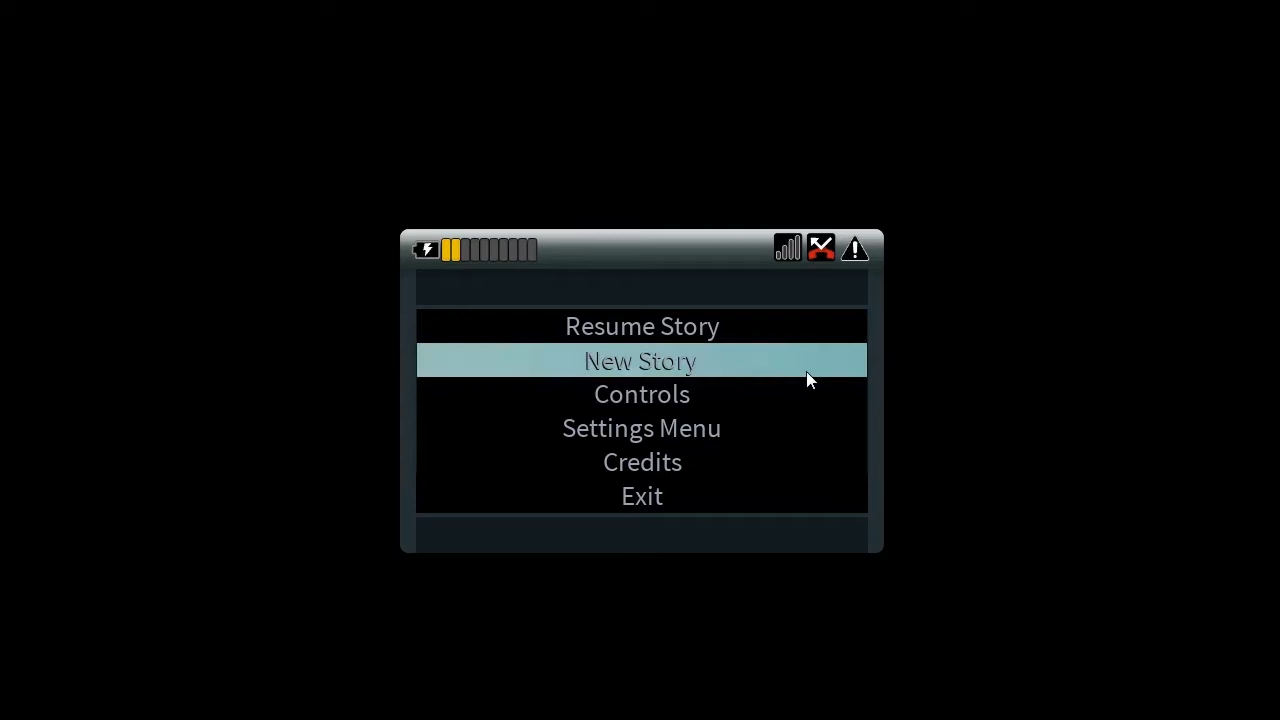 Resume Story
New Story
Controls
Settings Menu
Credits
Exit